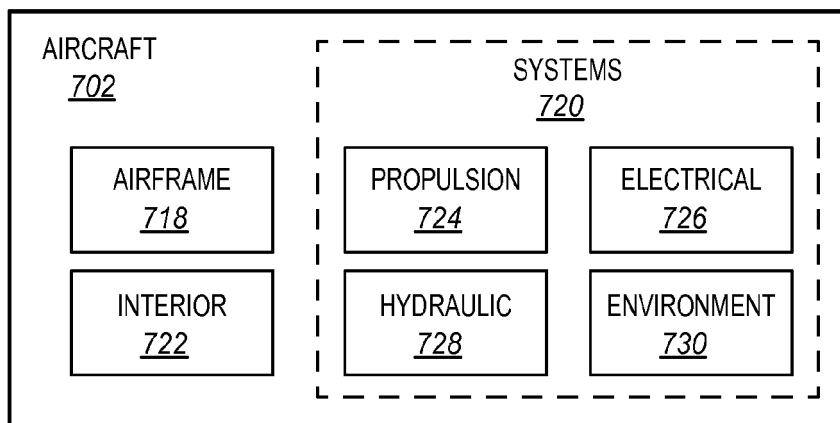 AIRCRAFT
702
SYSTEMS
720
AIRFRAME
718
PROPULSION
724
ELECTRICAL
726
INTERIOR
722
HYDRAULIC
728
ENVIRONMENT
730